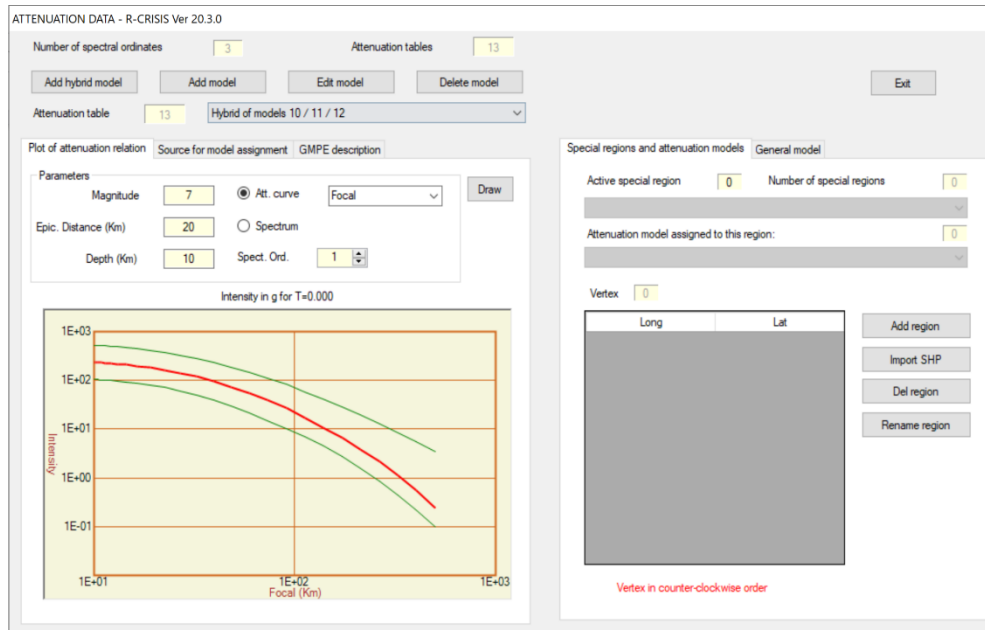 ATTENUATION DATA - R-CRISIS Ver 20.3.0
Number of spectral ordinates 3 Attenuation tables 13
Add hybrid model Add model Edit model Delete model Exit
Attenuation table 13 Hybrid of models 10 / 11 / 12
Plot of attenuation relation Source for model assignment GMPE description
Parameters
Magnitude 7 Att. curve Focal Draw
Epic. Distance (Km) 20 Spectrum
Depth (Km) 10 Spect. Ord. 1
Intensity in g for T=0.000
1E+03
1E+02
1E+01
1E+00
1E-01
Intensity
1E+01 1E+02 1E+03
Focal (Km)
Special regions and attenuation models General model
Active special region 0 Number of special regions 0
Attenuation model assigned to this region: 0
Vertex 0
Long Lat
Add region
Import SHP
Del region
Rename region
Vertex in counter-clockwise order